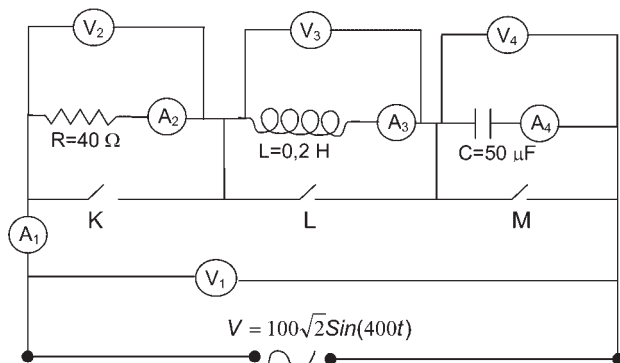 V₂
V₃
V₄
A₂
A₃
A₄
R=40 Ω
L=0,2 H
C=50 μF
K
L
M
A₁
V₁
V = 100√2Sin(400t)